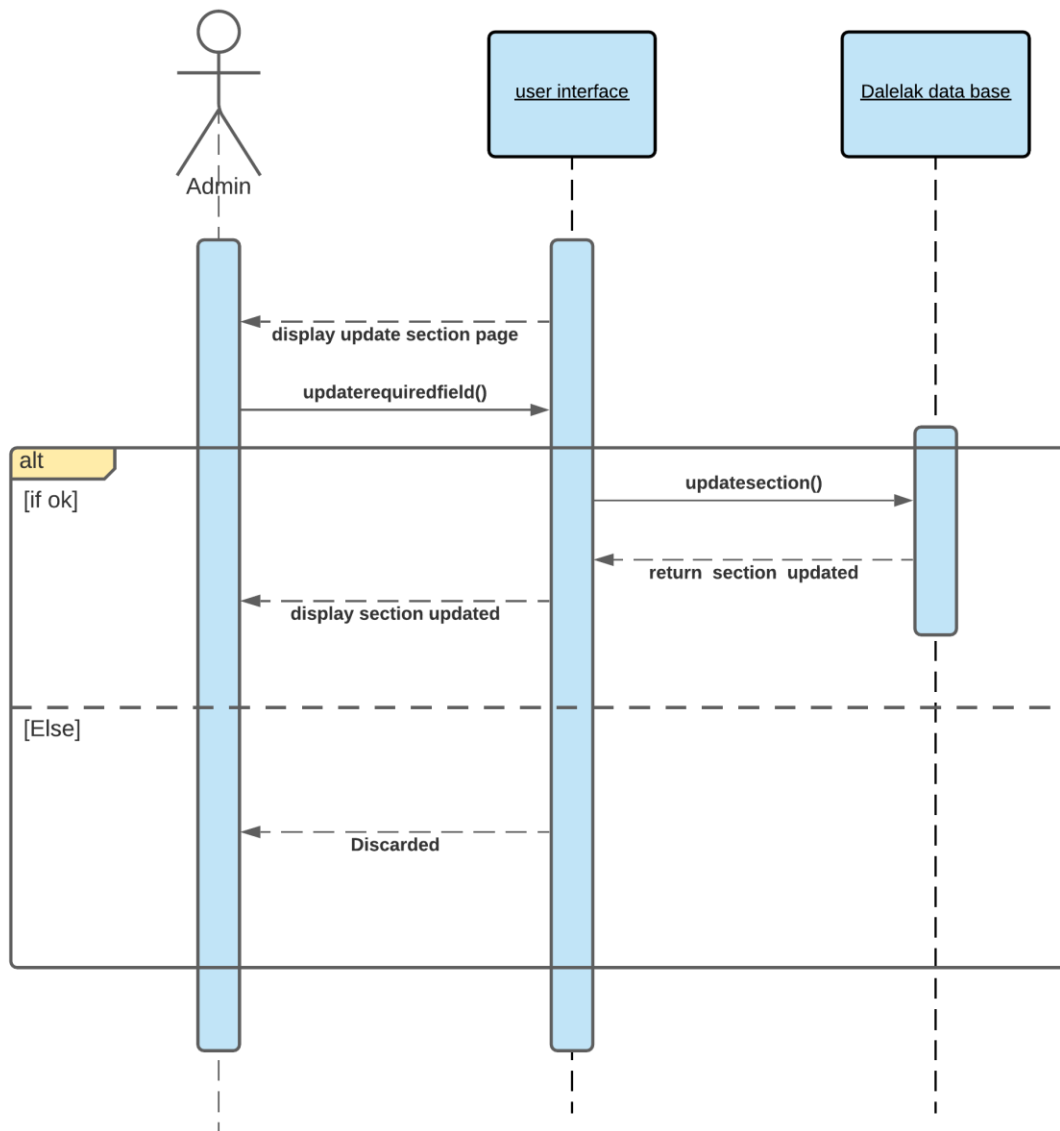 user interface
Dalelak data base
Admin
display update section page
updaterequiredfield()
alt
[if ok]
updatesection()
return  section  updated
display section updated
[Else]
Discarded